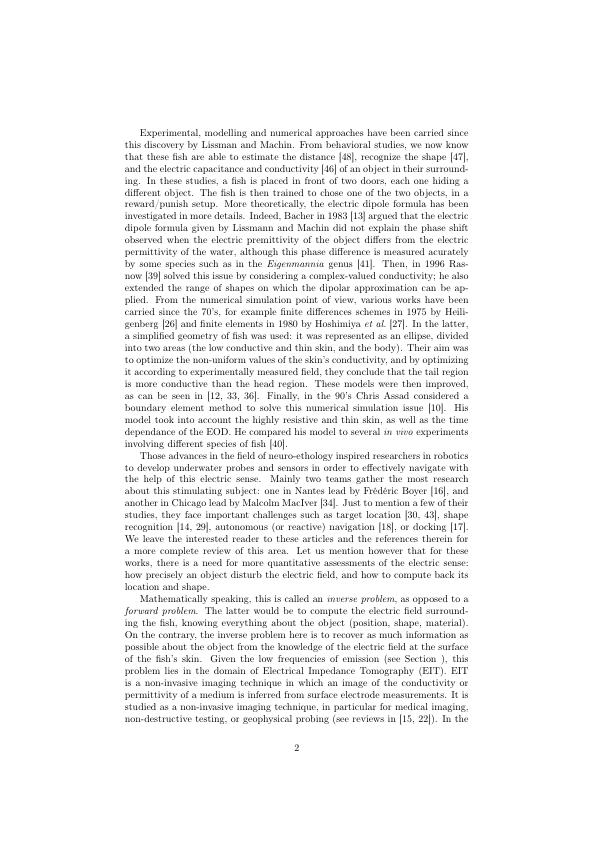 Experimental, modelling and numerical approaches have been carried since
this discovery by Lissman and Machin. From behavioral studies, we now know
that these fish are able to estimate the distance [48], recognize the shape [47],
and the electric capacitance and conductivity [46] of an object in their surround-
ing. In these studies, a fish is placed in front of two doors, each one hiding a
different object. The fish is then trained to chose one of the two objects, in a
reward/punish setup. More theoretically, the electric dipole formula has been
investigated in more details. Indeed, Bacher in 1983 [13] argued that the electric
dipole formula given by Lissmann and Machin did not explain the phase shift
observed when the electric premittivity of the object differs from the electric
permittivity of the water, although this phase difference is measured acurately
by some species such as in the Eigenmannia genus [41]. Then, in 1996 Ras-
now [39] solved this issue by considering a complex-valued conductivity; he also
extended the range of shapes on which the dipolar approximation can be ap-
plied. From the numerical simulation point of view, various works have been
carried since the 70's, for example finite differences schemes in 1975 by Heili-
genberg [26] and finite elements in 1980 by Hoshimiya et al. [27]. In the latter,
a simplified geometry of fish was used: it was represented as an ellipse, divided
into two areas (the low conductive and thin skin, and the body). Their aim was
to optimize the non-uniform values of the skin's conductivity, and by optimizing
it according to experimentally measured field, they conclude that the tail region
is more conductive than the head region. These models were then improved,
as can be seen in [12, 33, 36]. Finally, in the 90's Chris Assad considered a
boundary element method to solve this numerical simulation issue [10]. His
model took into account the highly resistive and thin skin, as well as the time
dependance of the EOD. He compared his model to several in vivo experiments
involving different species of fish [40].
Those advances in the field of neuro-ethology inspired researchers in robotics
to develop underwater probes and sensors in order to effectively navigate with
the help of this electric sense. Mainly two teams gather the most research
about this stimulating subject: one in Nantes lead by Frédéric Boyer [16], and
another in Chicago lead by Malcolm MacIver [34]. Just to mention a few of their
studies, they face important challenges such as target location [30, 43], shape
recognition [14, 29], autonomous (or reactive) navigation [18], or docking [17].
We leave the interested reader to these articles and the references therein for
a more complete review of this area. Let us mention however that for these
works, there is a need for more quantitative assessments of the electric sense:
how precisely an object disturb the electric field, and how to compute back its
location and shape.
Mathematically speaking, this is called an inverse problem, as opposed to a
forward problem. The latter would be to compute the electric field surround-
ing the fish, knowing everything about the object (position, shape, material).
On the contrary, the inverse problem here is to recover as much information as
possible about the object from the knowledge of the electric field at the surface
of the fish's skin. Given the low frequencies of emission (see Section ), this
problem lies in the domain of Electrical Impedance Tomography (EIT). EIT
is a non-invasive imaging technique in which an image of the conductivity or
permittivity of a medium is inferred from surface electrode measurements. It is
studied as a non-invasive imaging technique, in particular for medical imaging,
non-destructive testing, or geophysical probing (see reviews in [15, 22]). In the
2